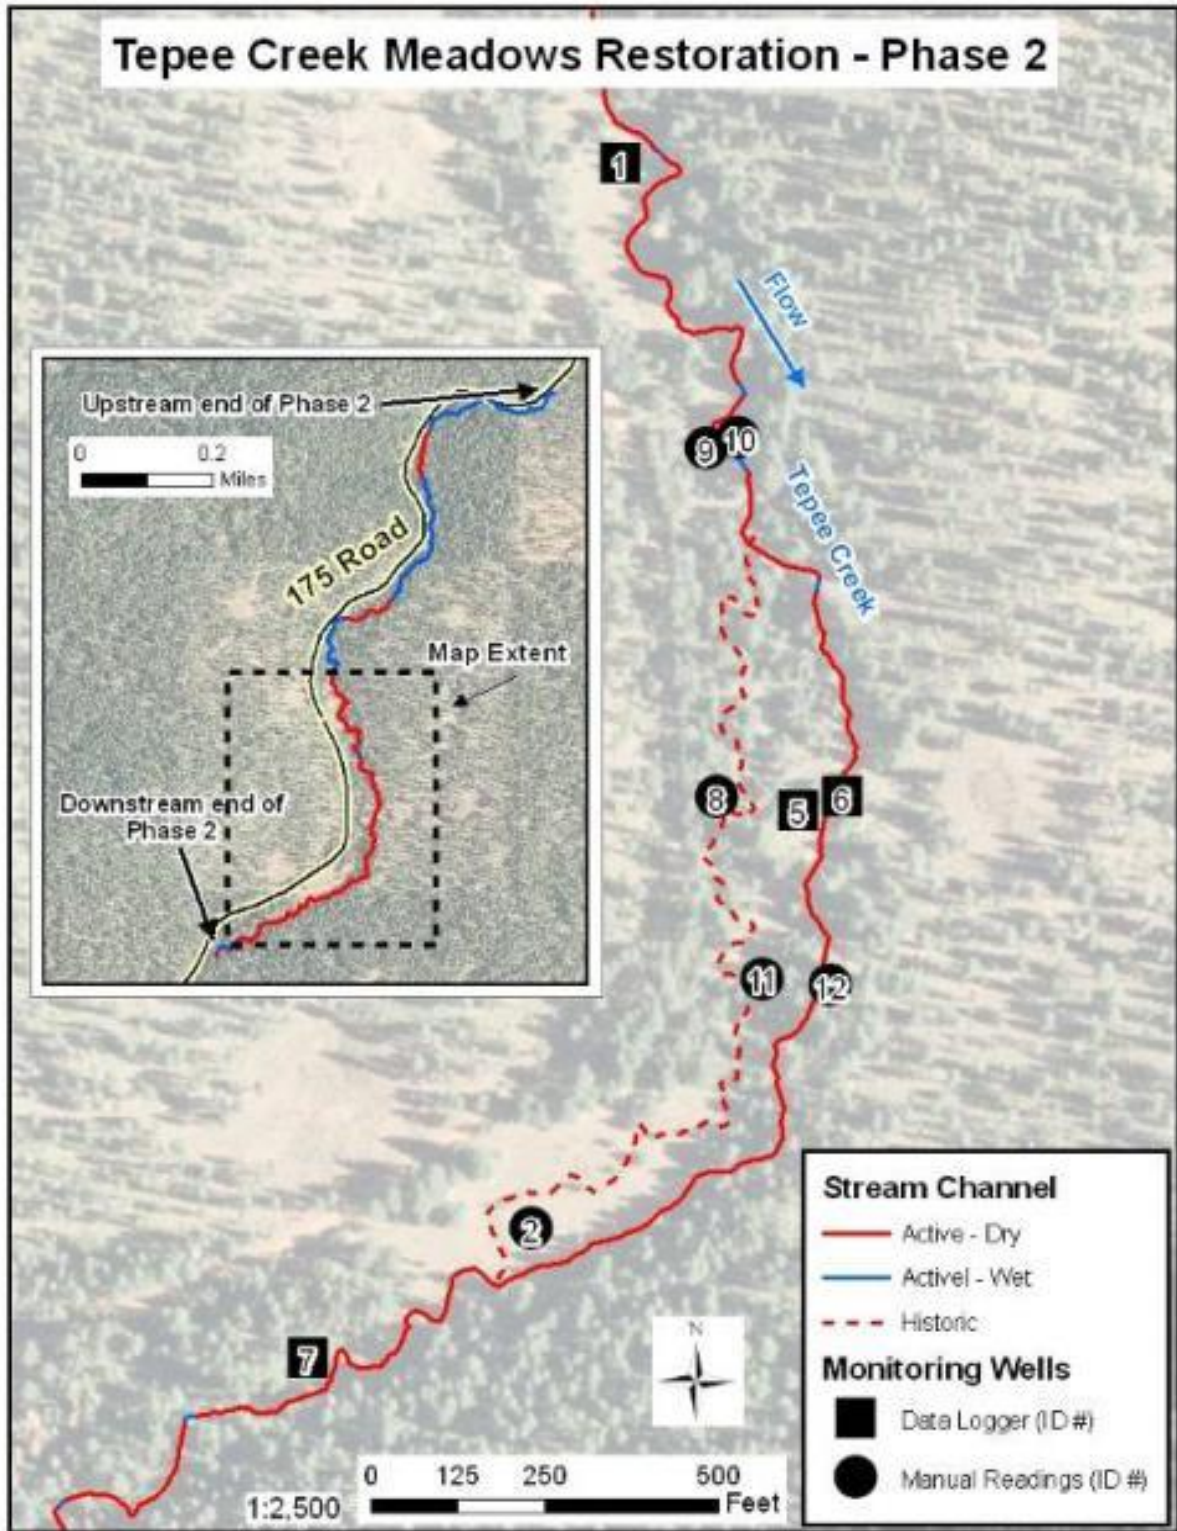 Tepee Creek Meadows Restoration - Phase 2
1
Flow
9
10
Tepee Creek
Upstream end of Phase 2
0 0.2
Miles
175 Road
Map Extent
Downstream end of
Phase 2
8
5
6
11
12
2
7
N
0 125 250 500
1:2,500 Feet
Stream Channel
Active - Dry
Activel - Wet
Historic
Monitoring Wells
Data Logger (ID #)
Manual Readings (ID #)